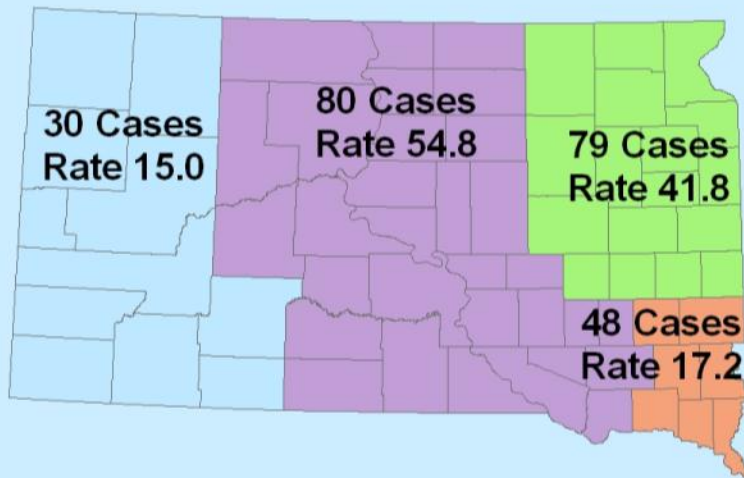 30 Cases
Rate 15.0
80 Cases
Rate 54.8
79 Cases
Rate 41.8
48 Cases
Rate 17.2